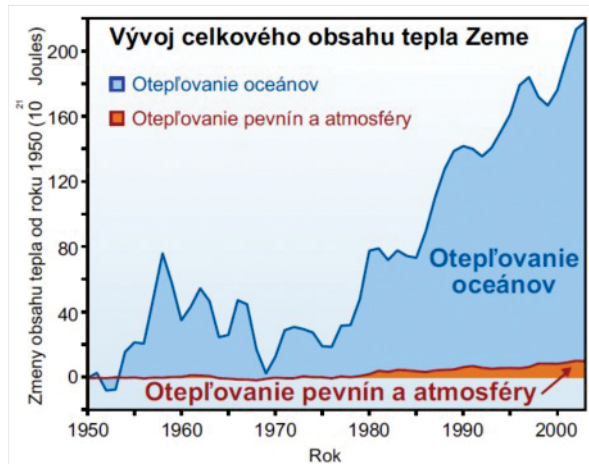 Vývoj celkového obsahu tepla Zeme
Otepľovanie oceánov
Otepľovanie pevnín a atmosféry
Zmeny obsahu tepla od roku 1950 (10²¹ Joules)
200
160
120
80
40
0
Otepľovanie
oceánov
Otepľovanie pevnín a atmosféry
1950
1960
1970
1980
1990
2000
Rok